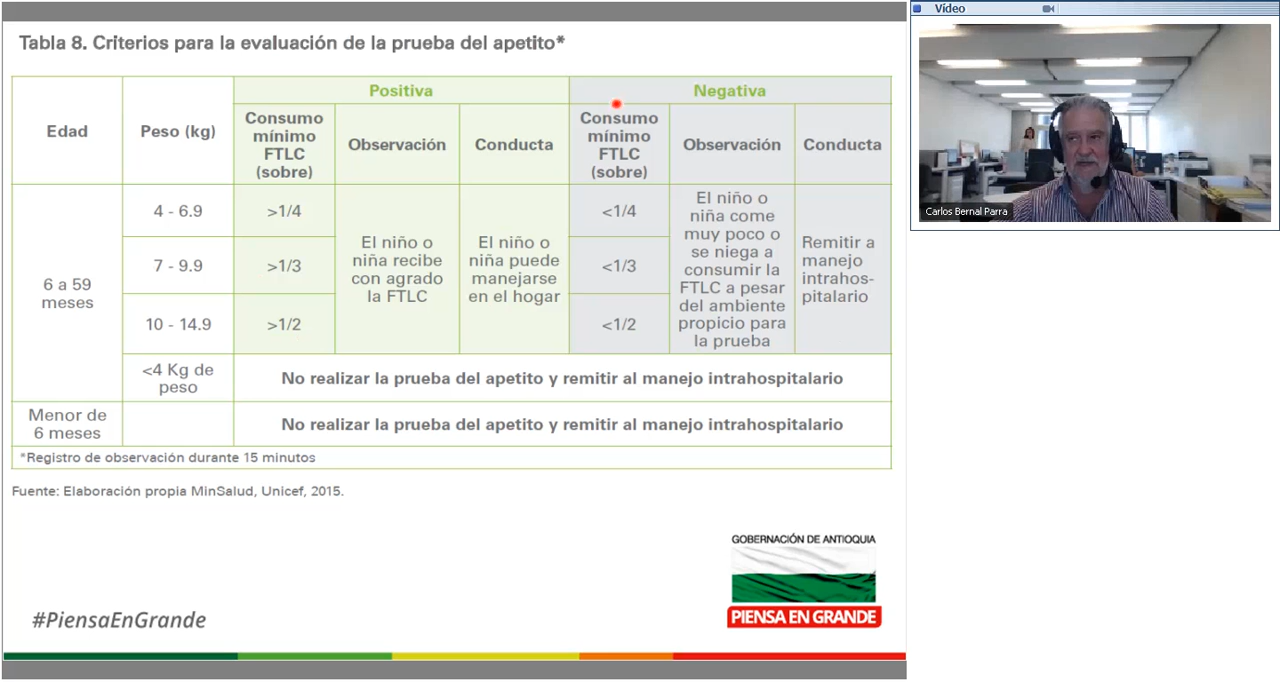 Tabla 8. Criterios para la evaluación de la prueba del apetito*
Edad
Peso (kg)
Positiva
Negativa
Consumo
mínimo
FTLC
(sobre)
Observación
Conducta
Consumo
mínimo
FTLC
(sobre)
Observación
Conducta
6 a 59
meses
4 - 6.9
>1/4
El niño o
niña recibe
con agrado
la FTLC
El niño o
niña puede
manejarse
en el hogar
<1/4
El niño o
niña come
muy poco o
se niega a
consumir la
FTLC a pesar
del ambiente
propicio para
la prueba
Remitir a
manejo
intrahos-
pitalario
7 - 9.9
>1/3
<1/3
10 - 14.9
>1/2
<1/2
<4 Kg de
peso
No realizar la prueba del apetito y remitir al manejo intrahospitalario
Menor de
6 meses
No realizar la prueba del apetito y remitir al manejo intrahospitalario
*Registro de observación durante 15 minutos
Fuente: Elaboración propia MinSalud, Unicef, 2015.
GOBERNACIÓN DE ANTIOQUIA
PIENSA EN GRANDE
#PiensaEnGrande
Vídeo
Carlos Bernal Parra